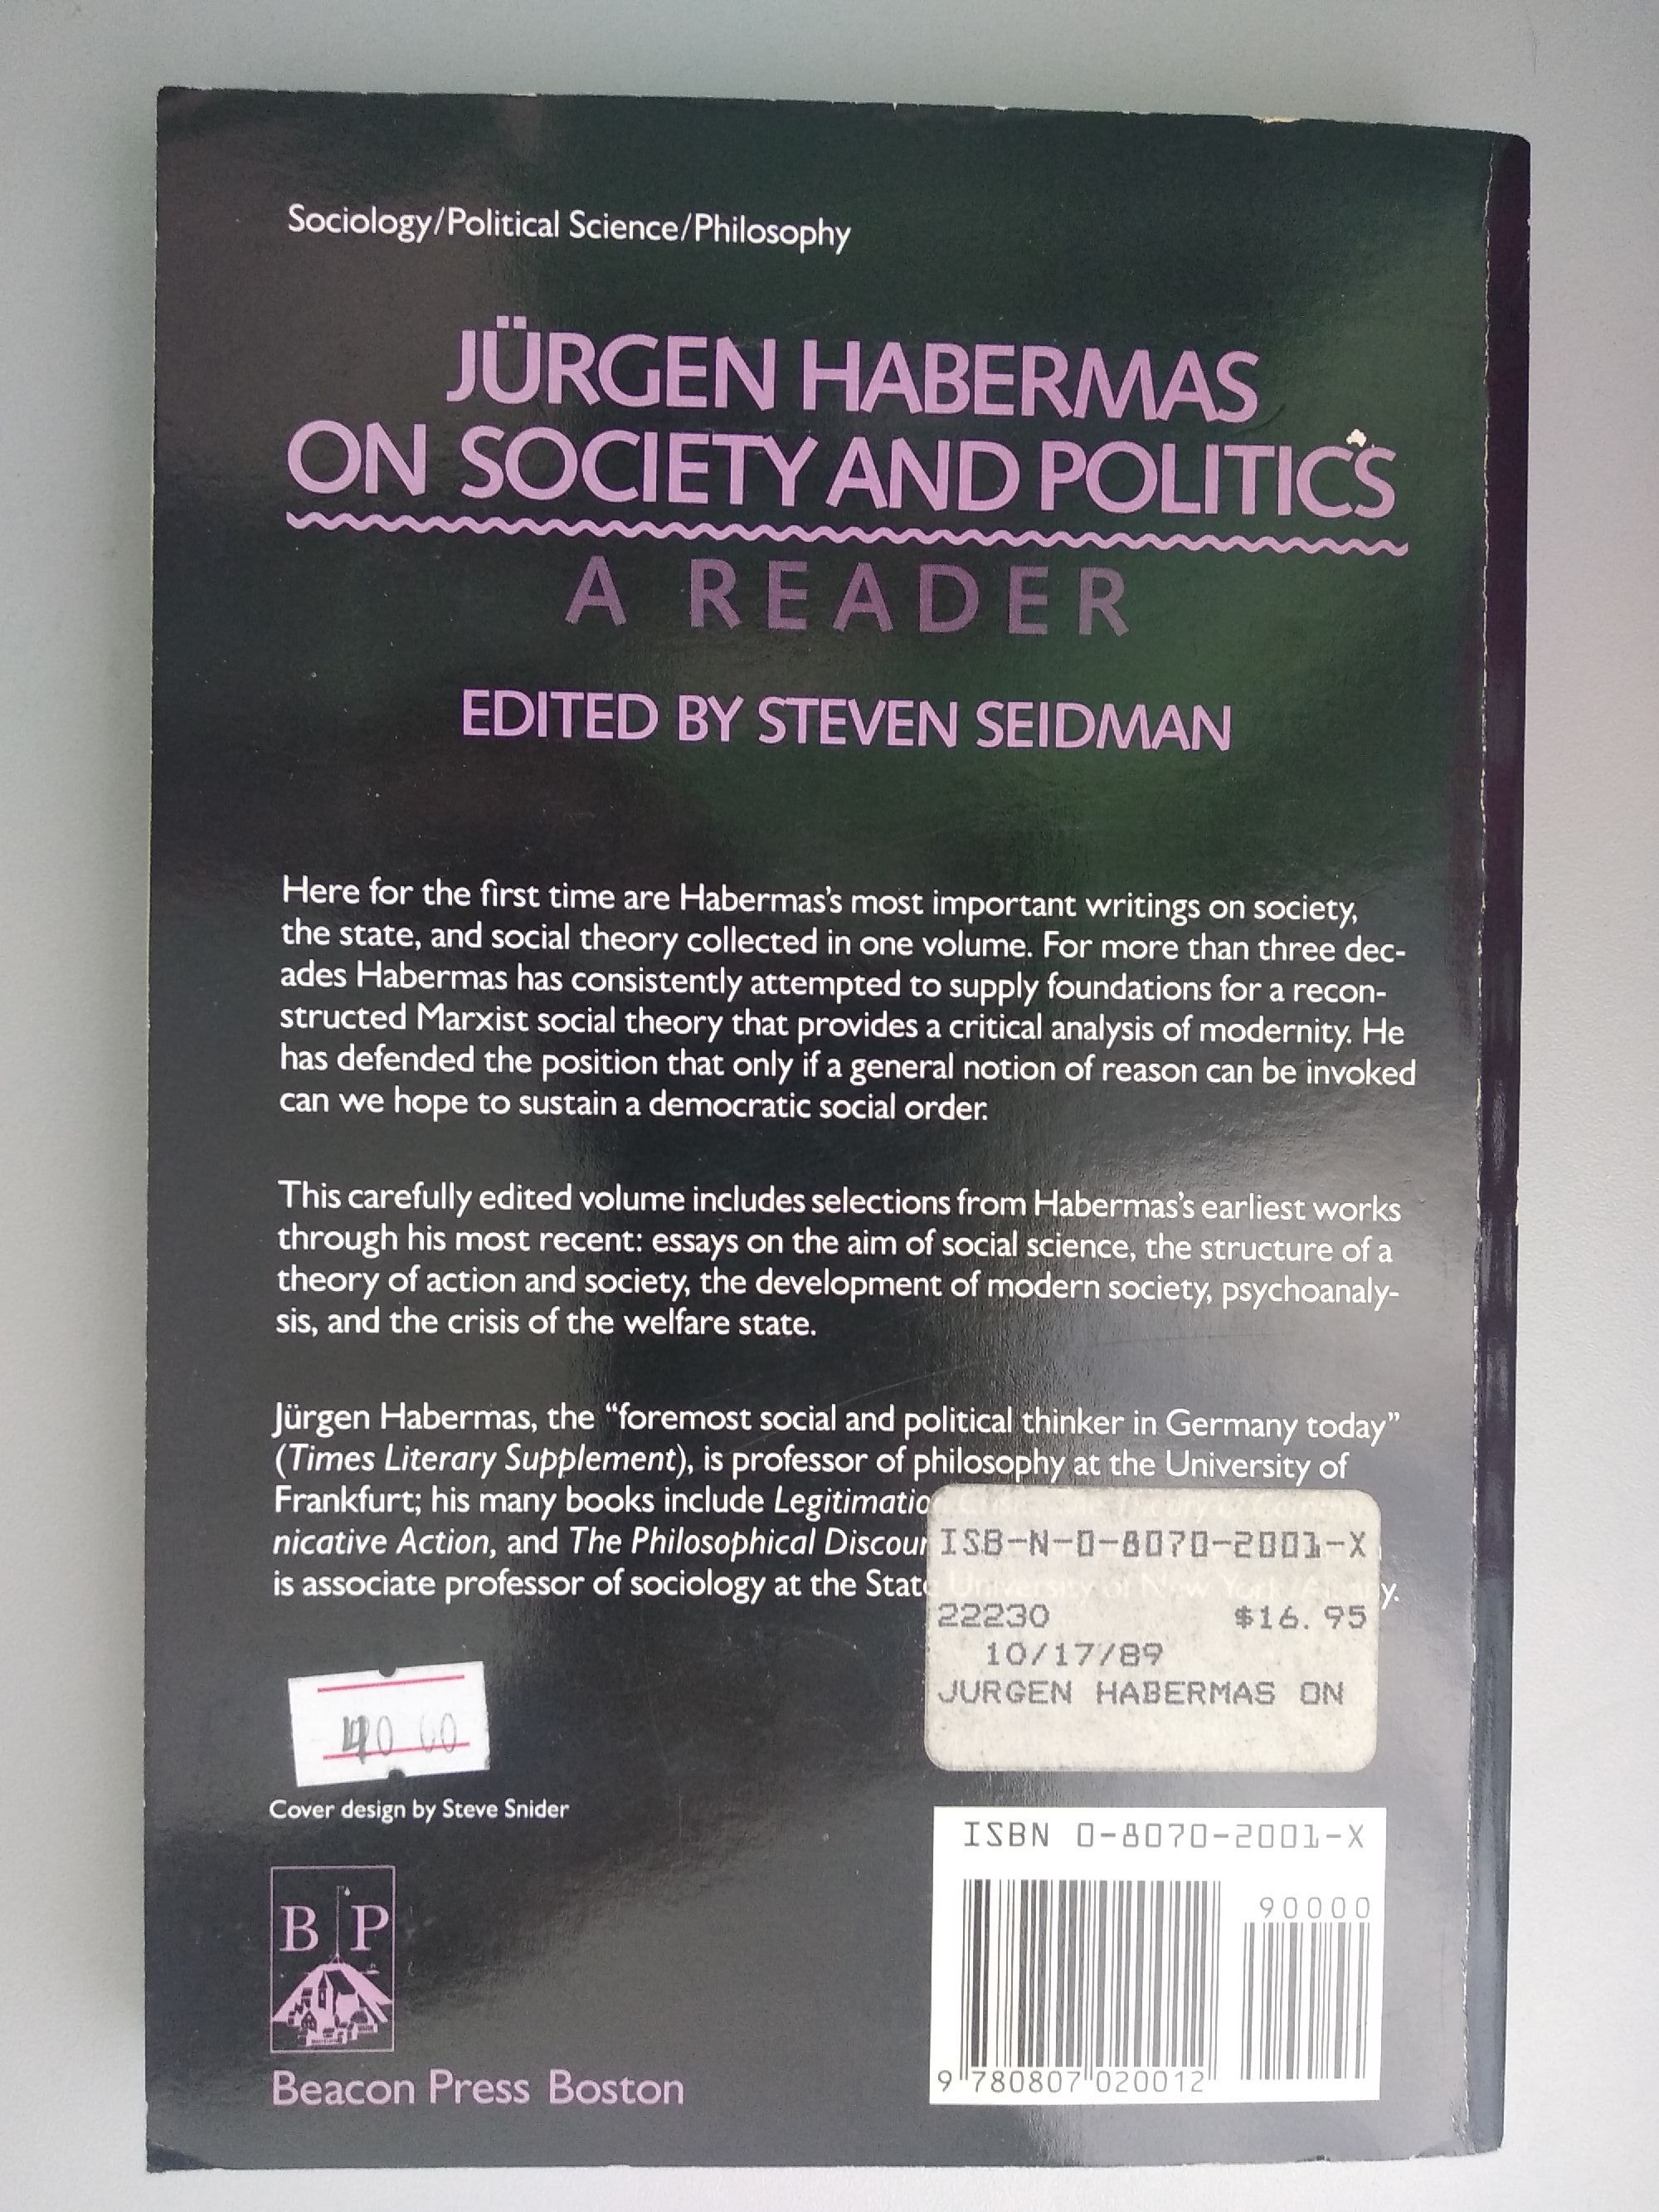 Sociology/Political Science/Philosophy
JÜRGEN HABERMAS
ON SOCIETY AND POLITICS
A READER
EDITED BY STEVEN SEIDMAN
Here for the first time are Habermas's most important writings on society,
the state, and social theory collected in one volume. For more than three dec-
ades Habermas has consistently attempted to supply foundations for a recon-
structed Marxist social theory that provides a critical analysis of modernity. He
has defended the position that only if a general notion of reason can be invoked
can we hope to sustain a democratic social order.
This carefully edited volume includes selections from Habermas's earliest works
through his most recent: essays on the aim of social science, the structure of a
theory of action and society, the development of modern society, psychoanaly-
sis, and the crisis of the welfare state.
Jürgen Habermas, the “foremost social and political thinker in Germany today”
(Times Literary Supplement), is professor of philosophy at the University of
Frankfurt; his many books include
nicative Action, and The Philosophical
is associate professor of sociology at the State University of New York,
ISB-N-0-8070-2001-X
22230 $16.95
10/17/89
JURGEN HABERMAS ON
Cover design by Steve Snider
ISBN 0-8070-2001-X
90000
9 780807 020012
B P
Beacon Press Boston